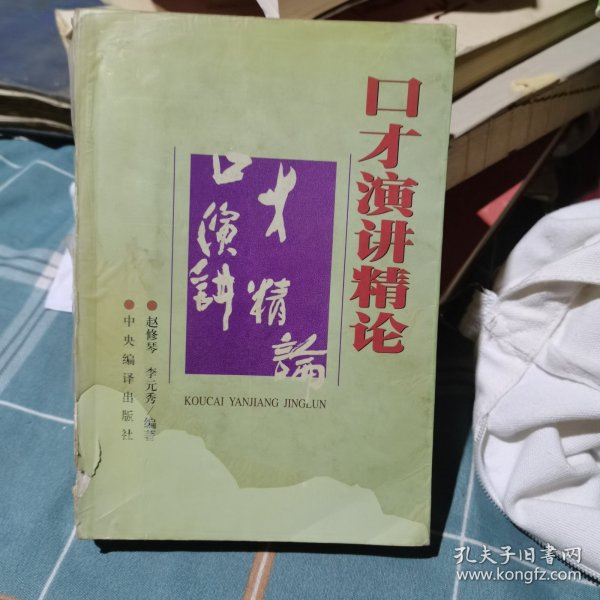 口才演讲精论
口才
演讲
精論
KOUCAI YANJIANG JINGLUN
●赵修琴 李元秀/编著
●中央编译出版社
孔夫子旧书网
www.kongfz.com